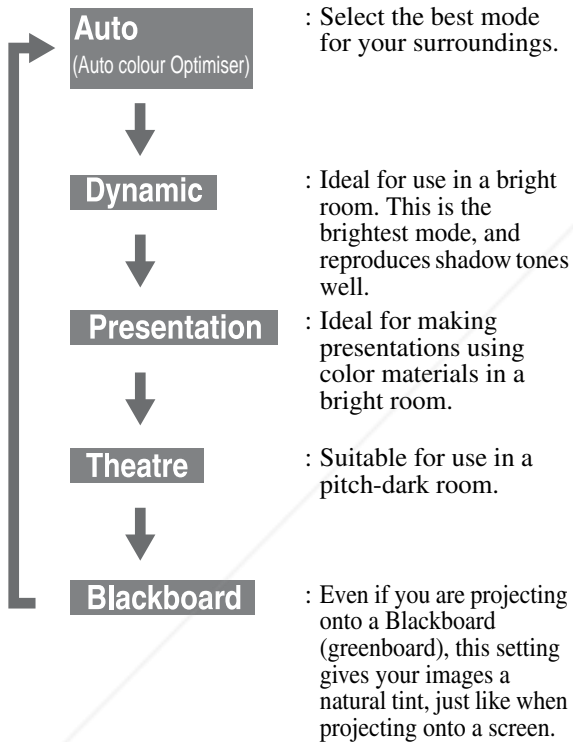 Auto
(Auto colour Optimiser)
: Select the best mode
for your surroundings.
Dynamic
: Ideal for use in a bright
room. This is the
brightest mode, and
reproduces shadow tones
well.
Presentation
: Ideal for making
presentations using
color materials in a
bright room.
Theatre
: Suitable for use in a
pitch-dark room.
Blackboard
: Even if you are projecting
onto a Blackboard
(greenboard), this setting
gives your images a
natural tint, just like when
projecting onto a screen.